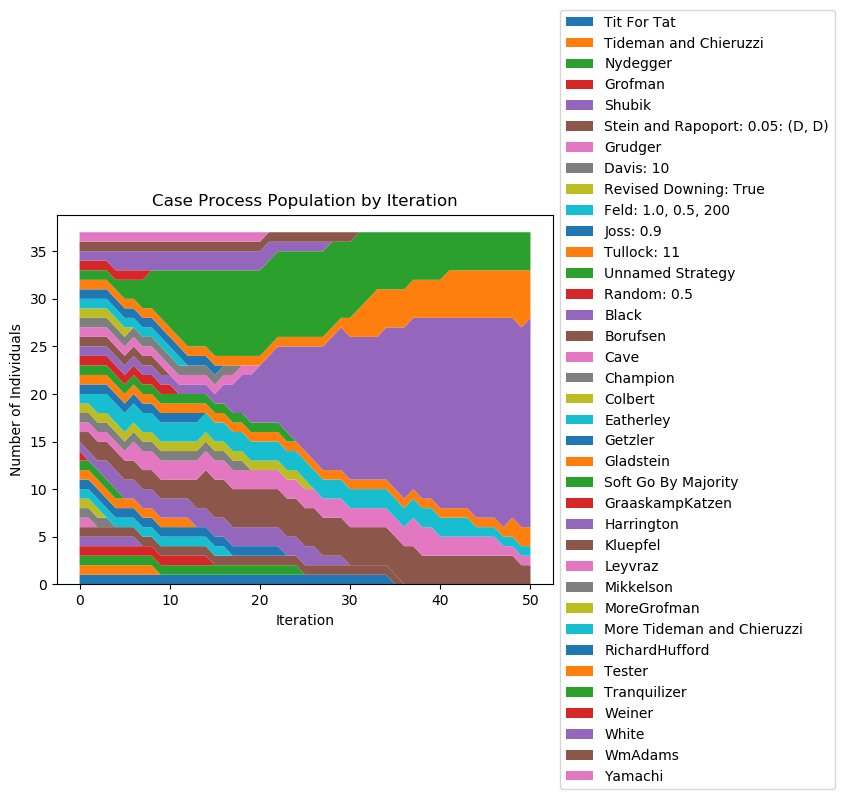 Case Process Population by Iteration
Number of Individuals
35
30
25
20
15
10
5
0
0 10 20 30 40 50
Iteration
Tit For Tat
Tideman and Chieruzzi
Nydegger
Grofman
Shubik
Stein and Rapoport: 0.05: (D, D)
Grudger
Davis: 10
Revised Downing: True
Feld: 1.0, 0.5, 200
Joss: 0.9
Tullock: 11
Unnamed Strategy
Random: 0.5
Black
Borufsen
Cave
Champion
Colbert
Eatherley
Getzler
Gladstein
Soft Go By Majority
GraaskampKatzen
Harrington
Kluepfel
Leyvraz
Mikkelson
MoreGrofman
More Tideman and Chieruzzi
RichardHufford
Tester
Tranquilizer
Weiner
White
WmAdams
Yamachi